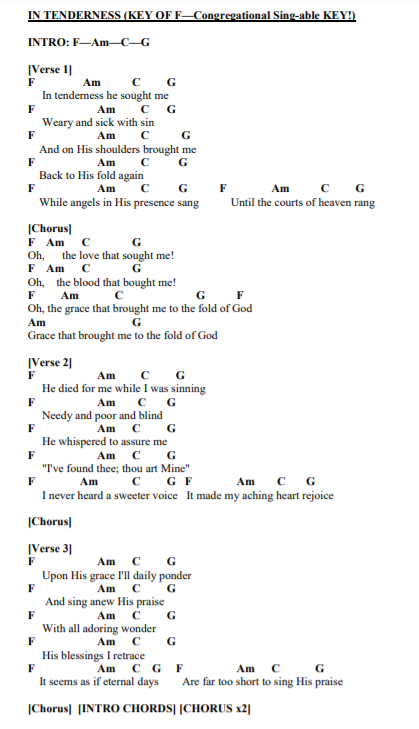 IN TENDERNESS (KEY OF F—Congregational Sing-able KEY!)
INTRO: F—Am—C—G
[Verse 1]
F Am C G
In tenderness he sought me
F Am C G
Weary and sick with sin
F Am C G
And on His shoulders brought me
F Am C G
Back to His fold again
F Am C G F Am C G
While angels in His presence sang Until the courts of heaven rang
[Chorus]
F Am C G
Oh, the love that sought me!
F Am C G
Oh, the blood that bought me!
F Am C G F
Oh, the grace that brought me to the fold of God
Am G
Grace that brought me to the fold of God
[Verse 2]
F Am C G
He died for me while I was sinning
F Am C G
Needy and poor and blind
F Am C G
He whispered to assure me
F Am C G
"I've found thee; thou art Mine"
F Am C G F Am C G
I never heard a sweeter voice It made my aching heart rejoice
[Chorus]
[Verse 3]
F Am C G
Upon His grace I'll daily ponder
F Am C G
And sing anew His praise
F Am C G
With all adoring wonder
F Am C G
His blessings I retrace
F Am C G F Am C G
It seems as if eternal days Are far too short to sing His praise
[Chorus] [INTRO CHORDS] [CHORUS x2]